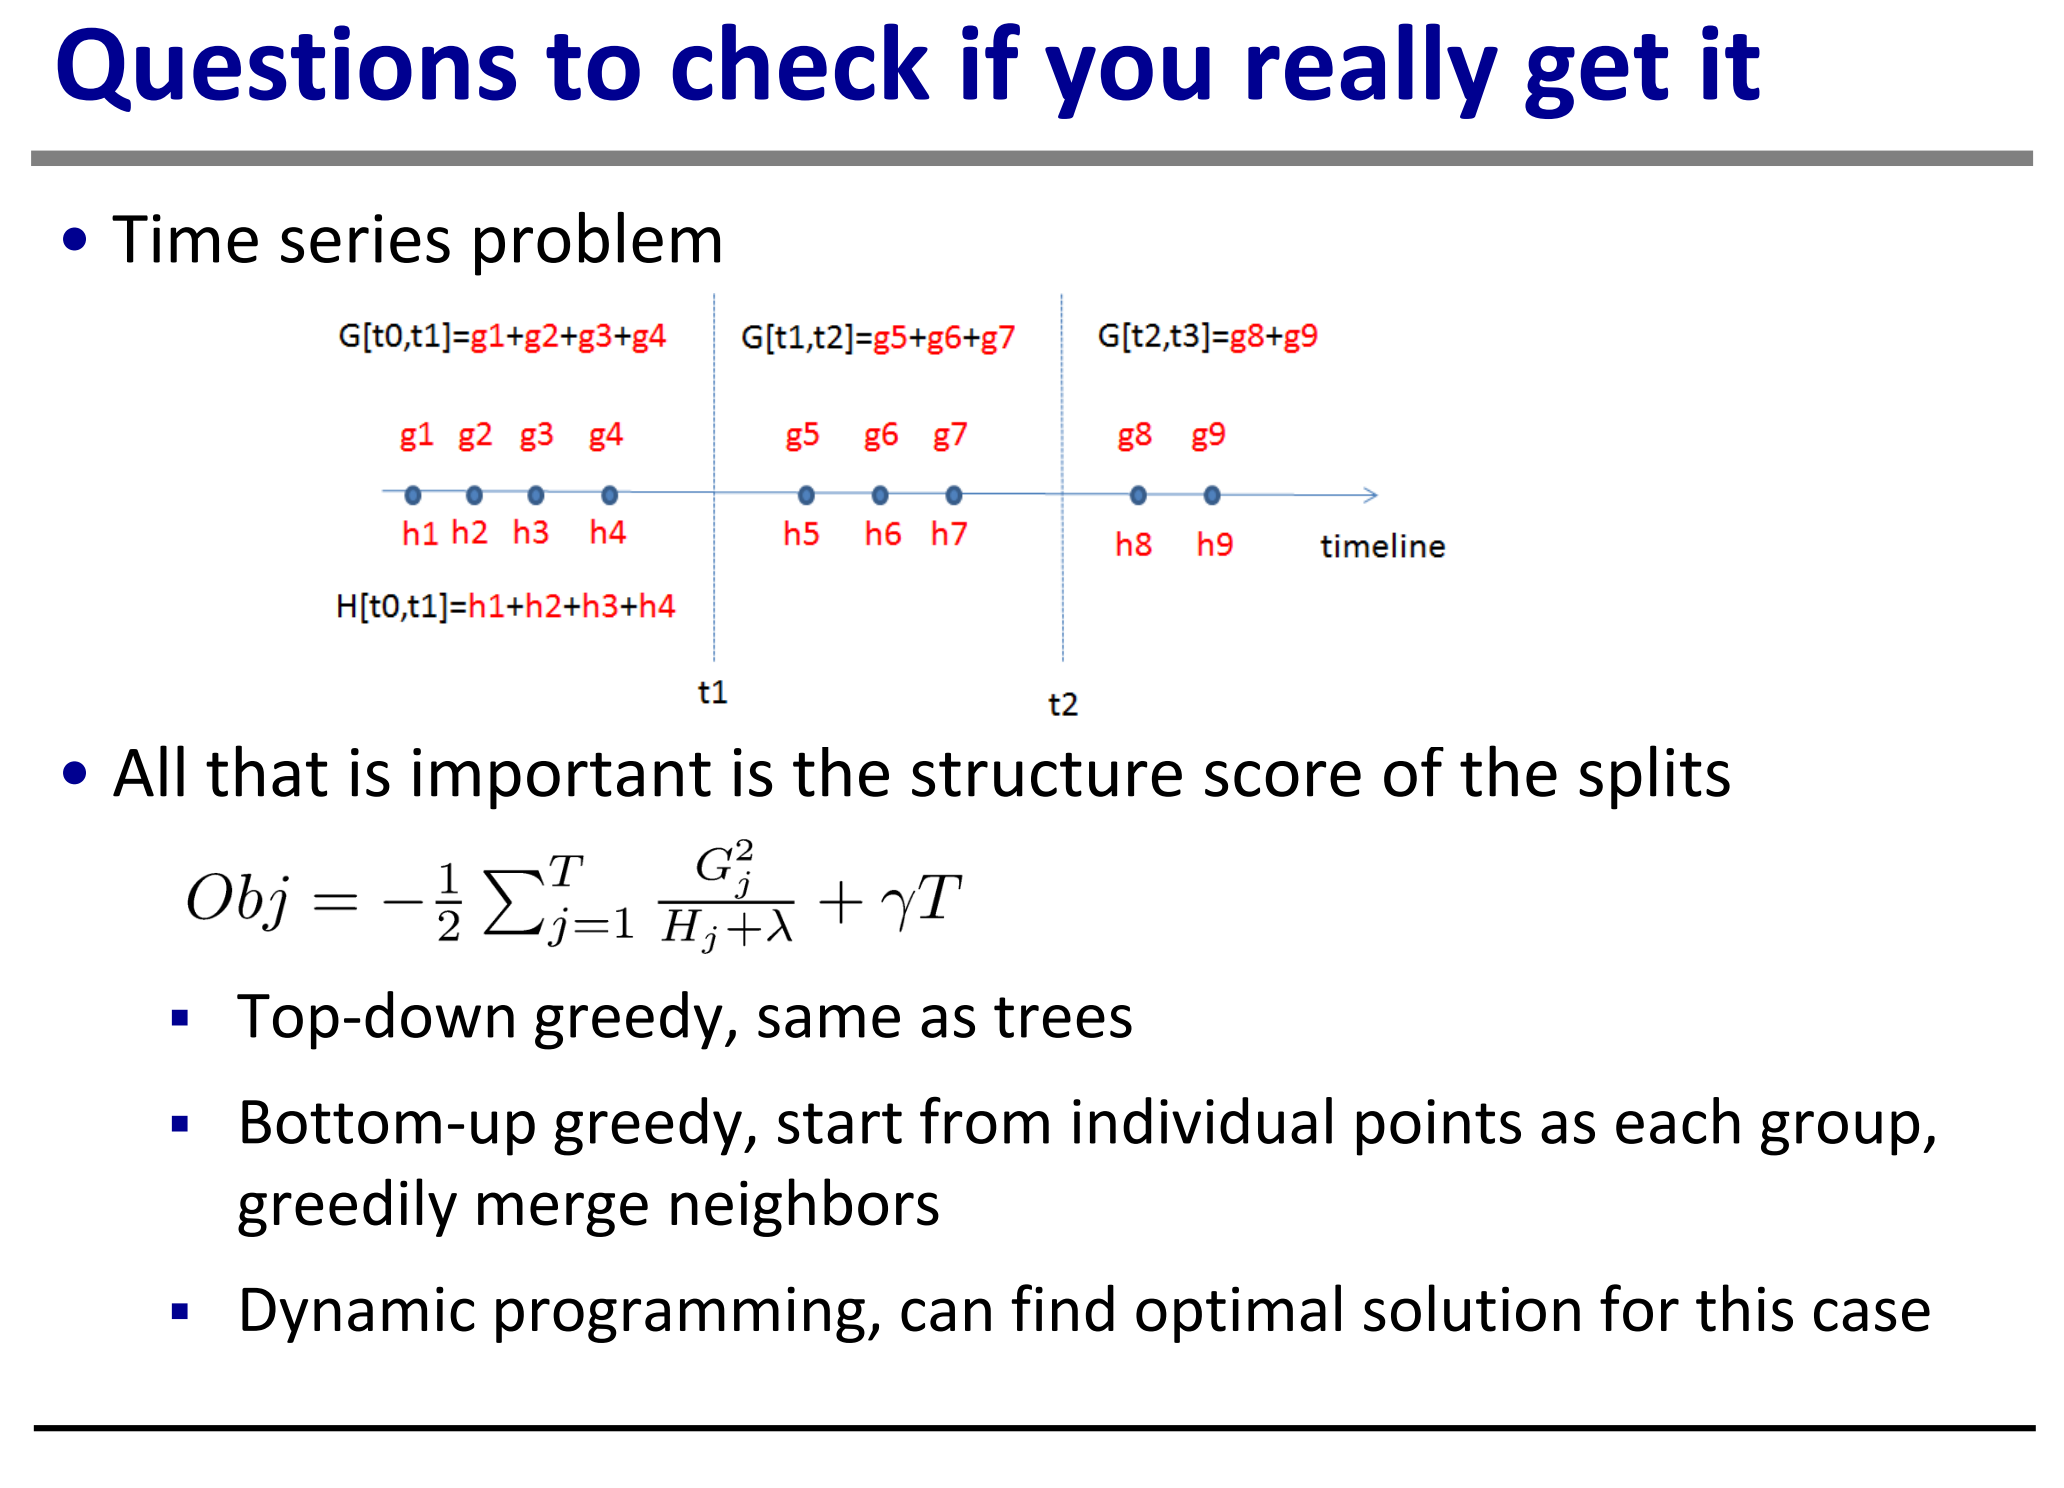 Questions to check if you really get it
• Time series problem
G[t0,t1]=g1+g2+g3+g4 G[t1,t2]=g5+g6+g7 G[t2,t3]=g8+g9
g1 g2 g3 g4 g5 g6 g7 g8 g9
h1 h2 h3 h4 h5 h6 h7 h8 h9 timeline
H[t0,t1]=h1+h2+h3+h4
t1 t2
• All that is important is the structure score of the splits
$Obj = -\frac{1}{2} \sum_{j=1}^{T} \frac{G_j^2}{H_j+\lambda} + \gamma T$
▪ Top-down greedy, same as trees
▪ Bottom-up greedy, start from individual points as each group,
greedily merge neighbors
▪ Dynamic programming, can find optimal solution for this case